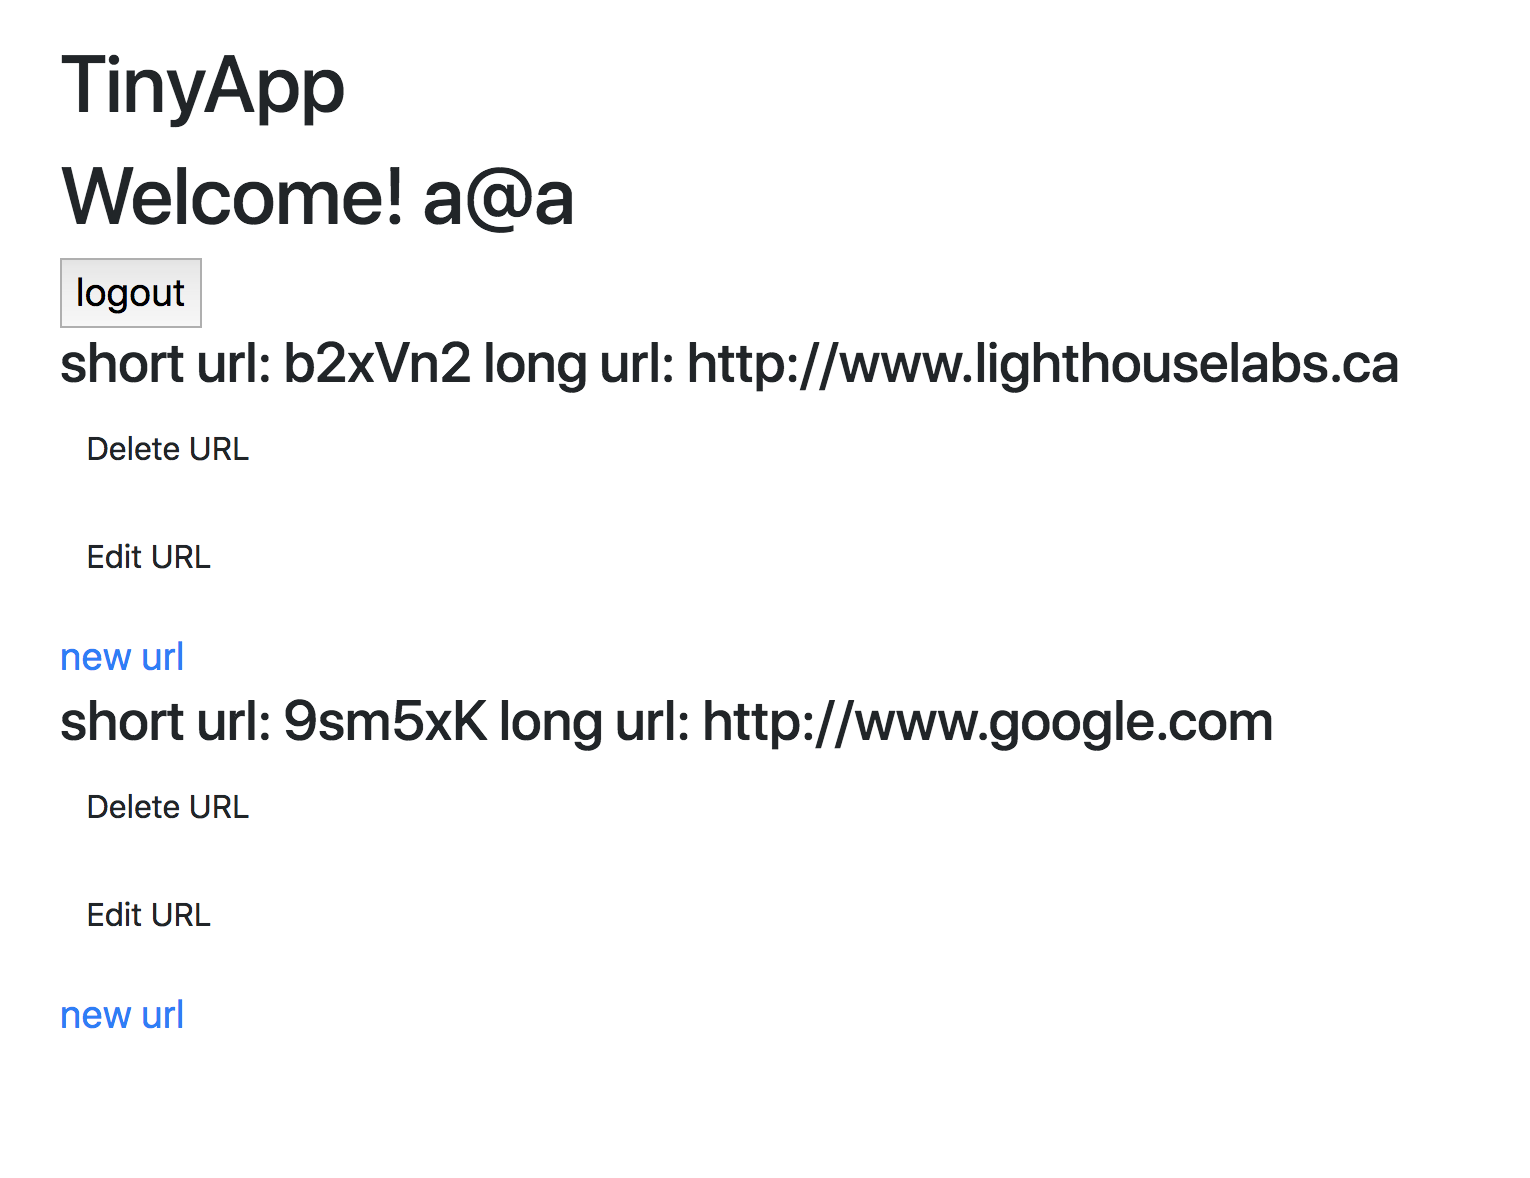 TinyApp
Welcome! a@a
logout
short url: b2xVn2 long url: http://www.lighthouselabs.ca
Delete URL
Edit URL
new url
short url: 9sm5xK long url: http://www.google.com
Delete URL
Edit URL
new url